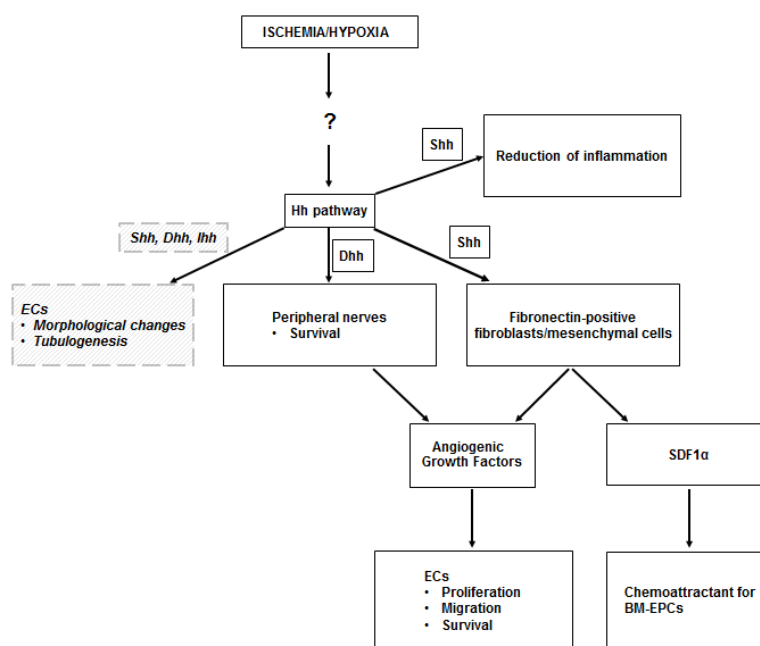 ISCHEMIA/HYPOXIA
?
Shh
Reduction of inflammation
Hh pathway
Shh, Dhh, Ihh
Dhh
Shh
ECs
• Morphological changes
• Tubulogenesis
Peripheral nerves
• Survival
Fibronectin-positive
fibroblasts/mesenchymal cells
Angiogenic
Growth Factors
SDF1α
ECs
• Proliferation
• Migration
• Survival
Chemoattractant for
BM-EPCs